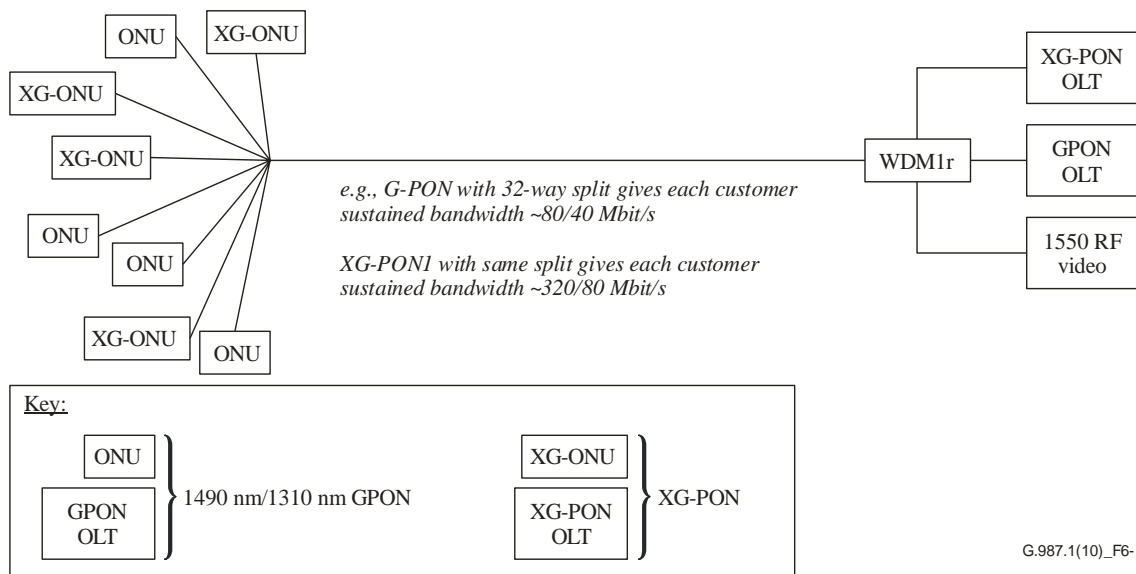 ONU
XG-ONU
XG-ONU
XG-ONU
ONU
ONU
XG-ONU
ONU
e.g., G-PON with 32-way split gives each customer
sustained bandwidth ~80/40 Mbit/s
XG-PON1 with same split gives each customer
sustained bandwidth ~320/80 Mbit/s
WDM1r
XG-PON
OLT
GPON
OLT
1550 RF
video
Key:
ONU
GPON
OLT
1490 nm/1310 nm GPON
XG-ONU
XG-PON
OLT
XG-PON
G.987.1(10)_F6-